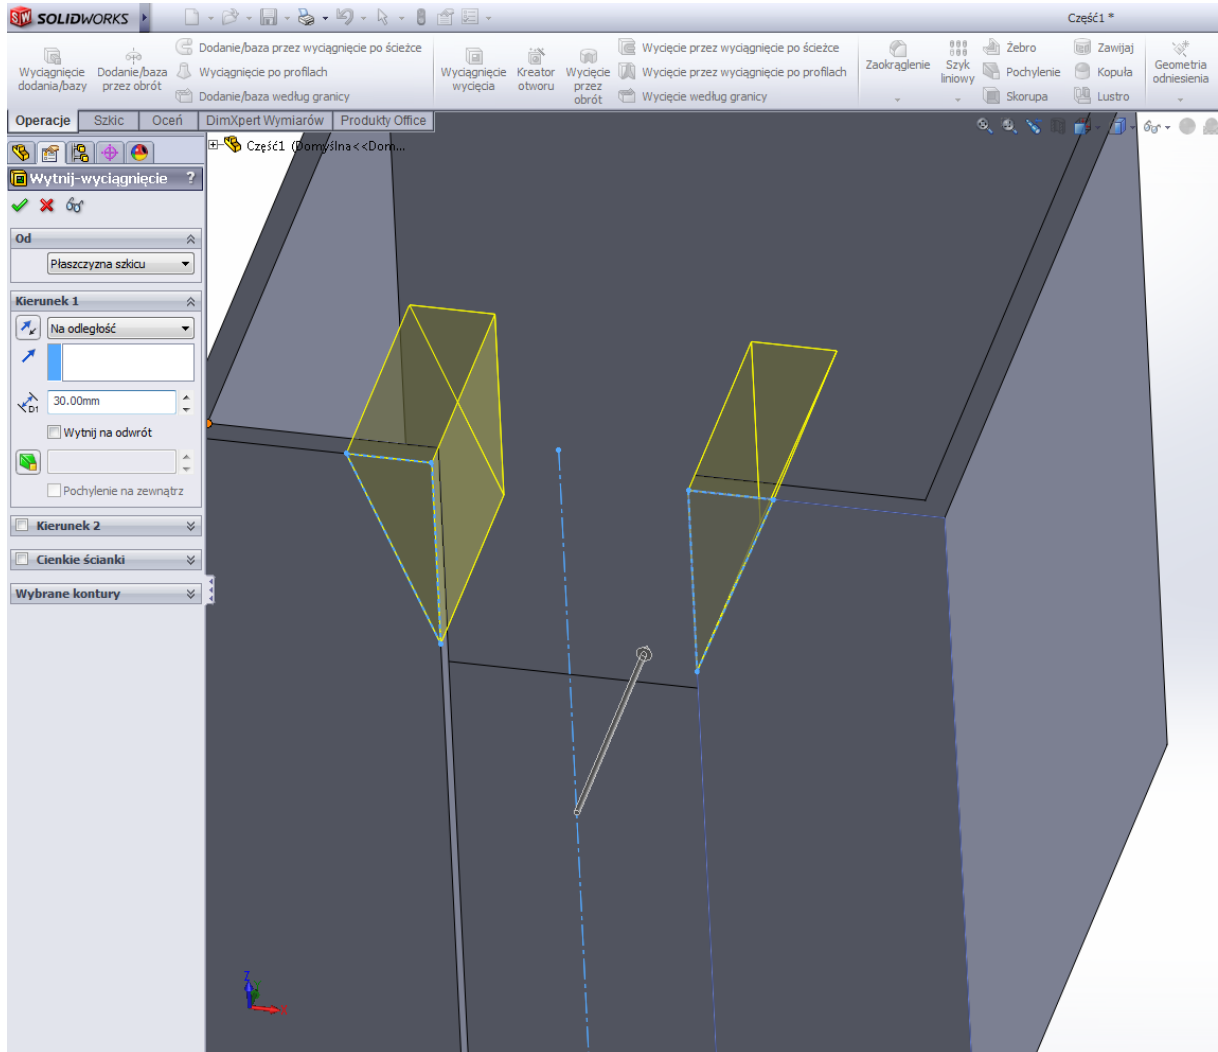 SOLIDWORKS
Część1 *
Wyciągnięcie dodania/bazy
Dodanie/baza przez obrót
Dodanie/baza przez wyciągnięcie po ścieżce
Wyciągnięcie po profilach
Dodanie/baza według granicy
Wyciągnięcie wycięcia
Kreator otworu
Wycięcie przez obrót
Wycięcie przez wyciągnięcie po ścieżce
Wycięcie przez wyciągnięcie po profilach
Wycięcie według granicy
Zaokrąglenie
Szyk liniowy
Żebro
Pochylenie
Skorupa
Zawijaj
Kopuła
Lustro
Geometria odniesienia
Operacje
Szkic
Oceń
DimXpert Wymiarów
Produkty Office
Część1 (Domyślna<<Dom...
Wytnij-wyciągnięcie ?
Od
Płaszczyzna szkicu
Kierunek 1
Na odległość
D1
30.00mm
Wytnij na odwrót
Pochylenie na zewnątrz
Kierunek 2
Cienkie ścianki
Wybrane kontury
Z
X